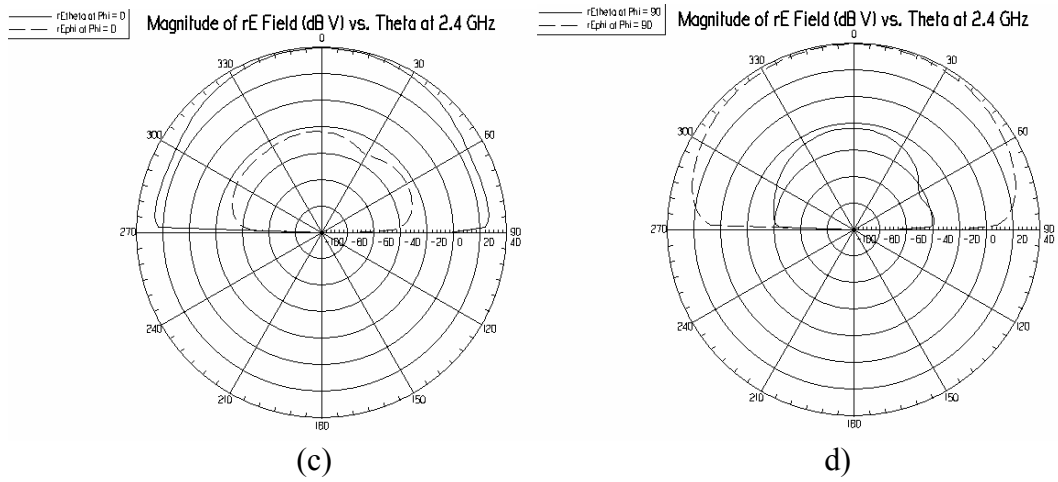 rEtheta at Phi = 0
rEphi at Phi = 0
Magnitude of rE Field (dB V) vs. Theta at 2.4 GHz
0
330
30
300
60
270
-100 -80 -60 -40 -20 0 20 40
90
240
120
210
150
180
(c)
rEtheta at Phi = 90
rEphi at Phi = 90
Magnitude of rE Field (dB V) vs. Theta at 2.4 GHz
0
330
30
300
60
270
-100 -80 -60 -40 -20 0 20 40
90
240
120
210
150
180
d)